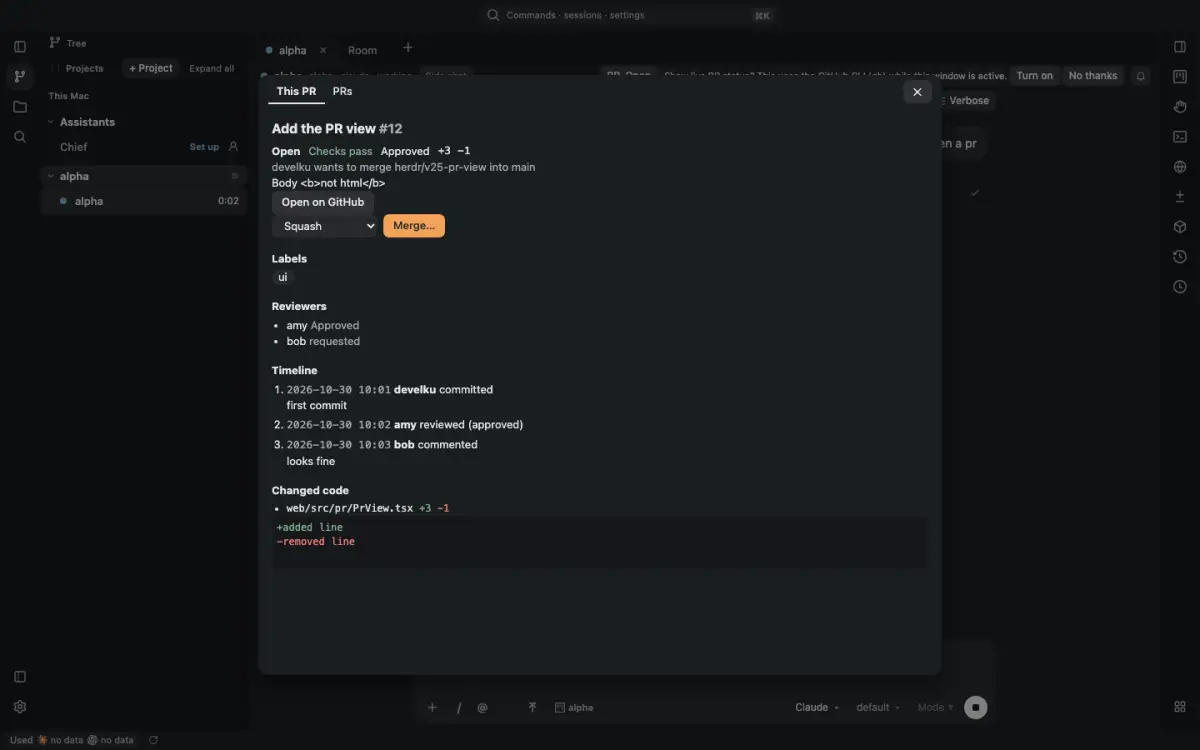 Commands · sessions · settings ⌘K
Tree
Projects + Project Expand all
This Mac
Assistants
Chief Set up
alpha
alpha 0:02
alpha × Room +
Turn on No thanks
Verbose
en a pr
This PR PRs ×
Add the PR view #12
Open Checks pass Approved +3 −1
develku wants to merge herdr/v25-pr-view into main
Body <b>not html</b>
Open on GitHub
Squash Merge...
Labels
ui
Reviewers
• amy Approved
• bob requested
Timeline
1. 2026-10-30 10:01 develku committed
first commit
2. 2026-10-30 10:02 amy reviewed (approved)
3. 2026-10-30 10:03 bob commented
looks fine
Changed code
• web/src/pr/PrView.tsx +3 −1
+added line
-removed line
+ / @ alpha Claude default Mode
Used no data no data